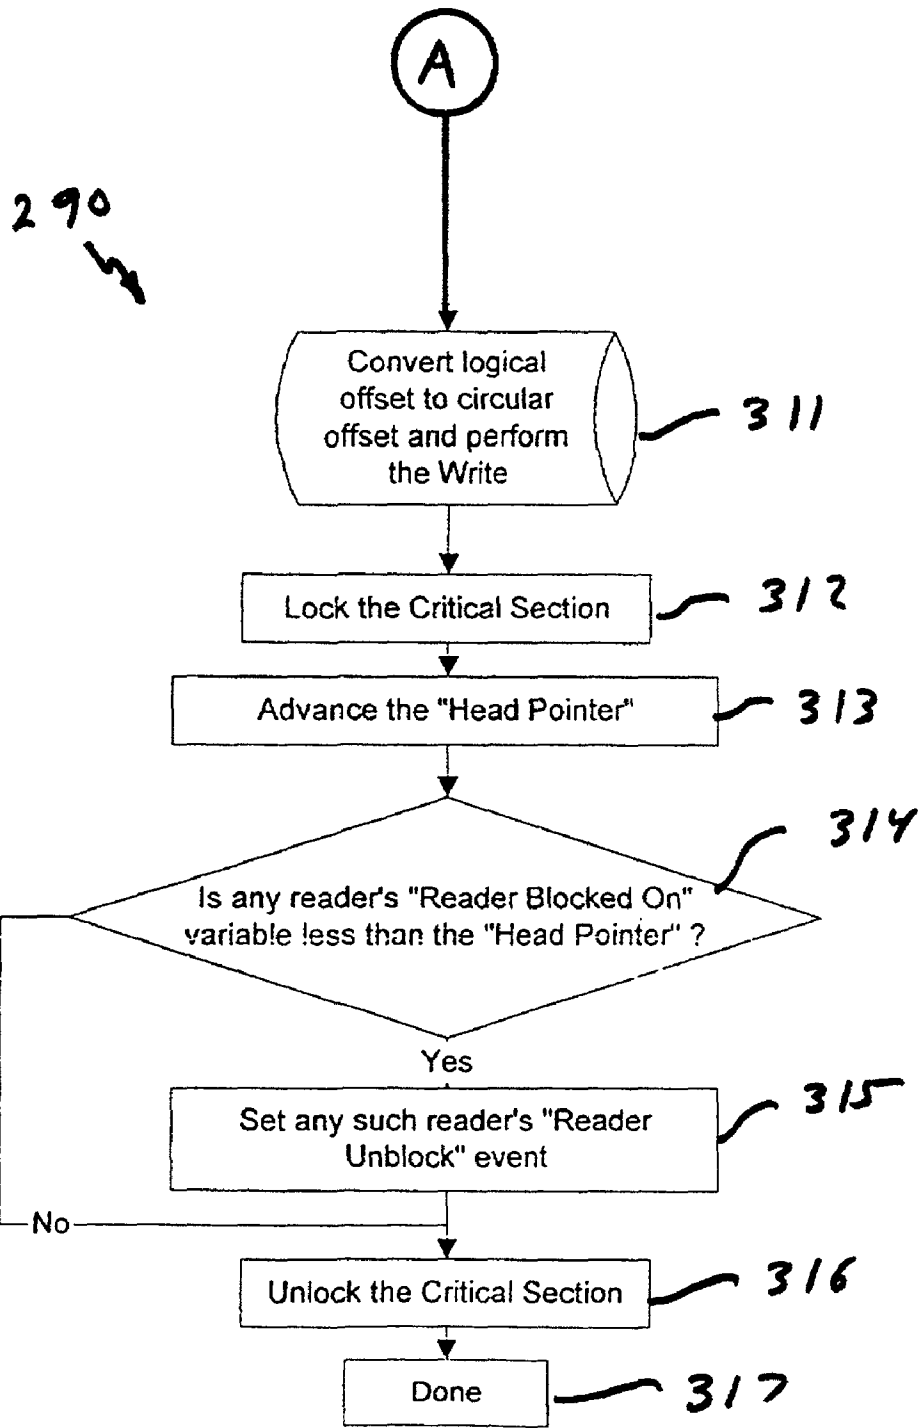 A
290
Convert logical
offset to circular
offset and perform
the Write
311
Lock the Critical Section
312
Advance the "Head Pointer"
313
314
Is any reader's "Reader Blocked On"
variable less than the "Head Pointer" ?
Yes
Set any such reader's "Reader
Unblock" event
315
No
Unlock the Critical Section
316
Done
317